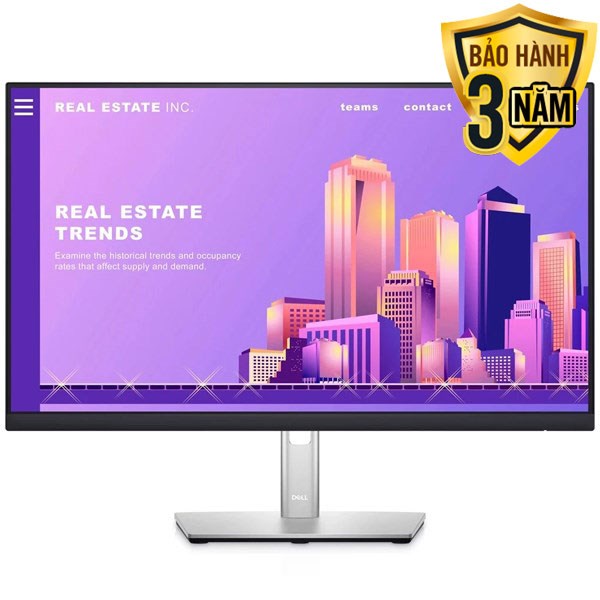 BẢO HÀNH
3 NĂM
REAL ESTATE INC.
teams contact
REAL ESTATE
TRENDS
Examine the historical trends and occupancy
rates that affect supply and demand.
DELL